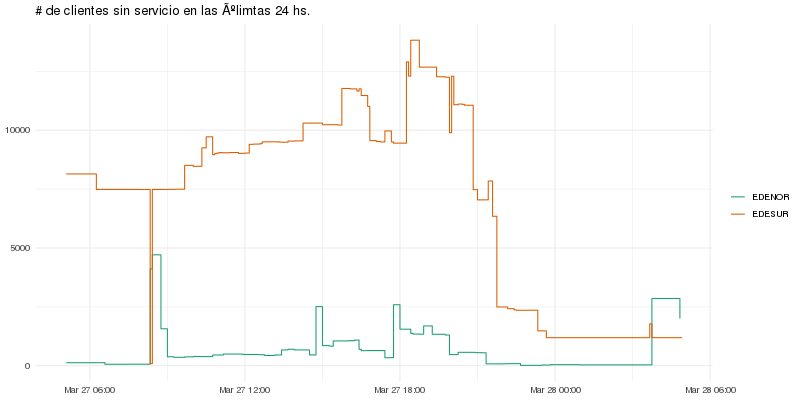 # de clientes sin servicio en las Ãºlimtas 24 hs.
10000
5000
0
Mar 27 06:00
Mar 27 12:00
Mar 27 18:00
Mar 28 00:00
Mar 28 06:00
EDENOR
EDESUR